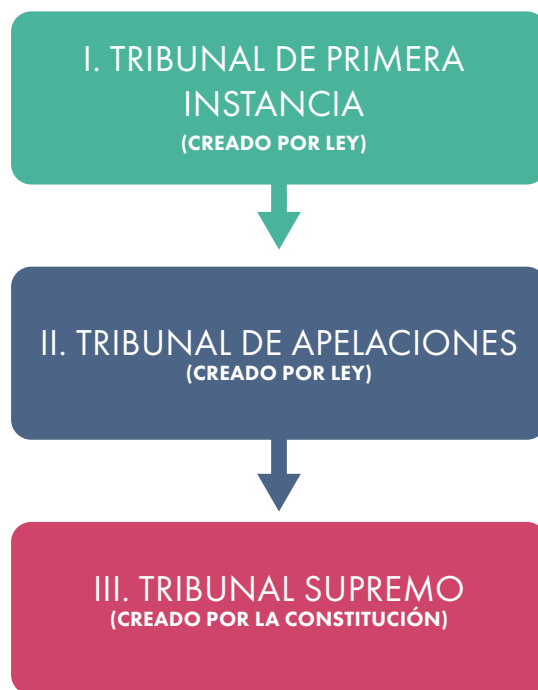 I. TRIBUNAL DE PRIMERA
INSTANCIA
(CREADO POR LEY)
II. TRIBUNAL DE APELACIONES
(CREADO POR LEY)
III. TRIBUNAL SUPREMO
(CREADO POR LA CONSTITUCIÓN)